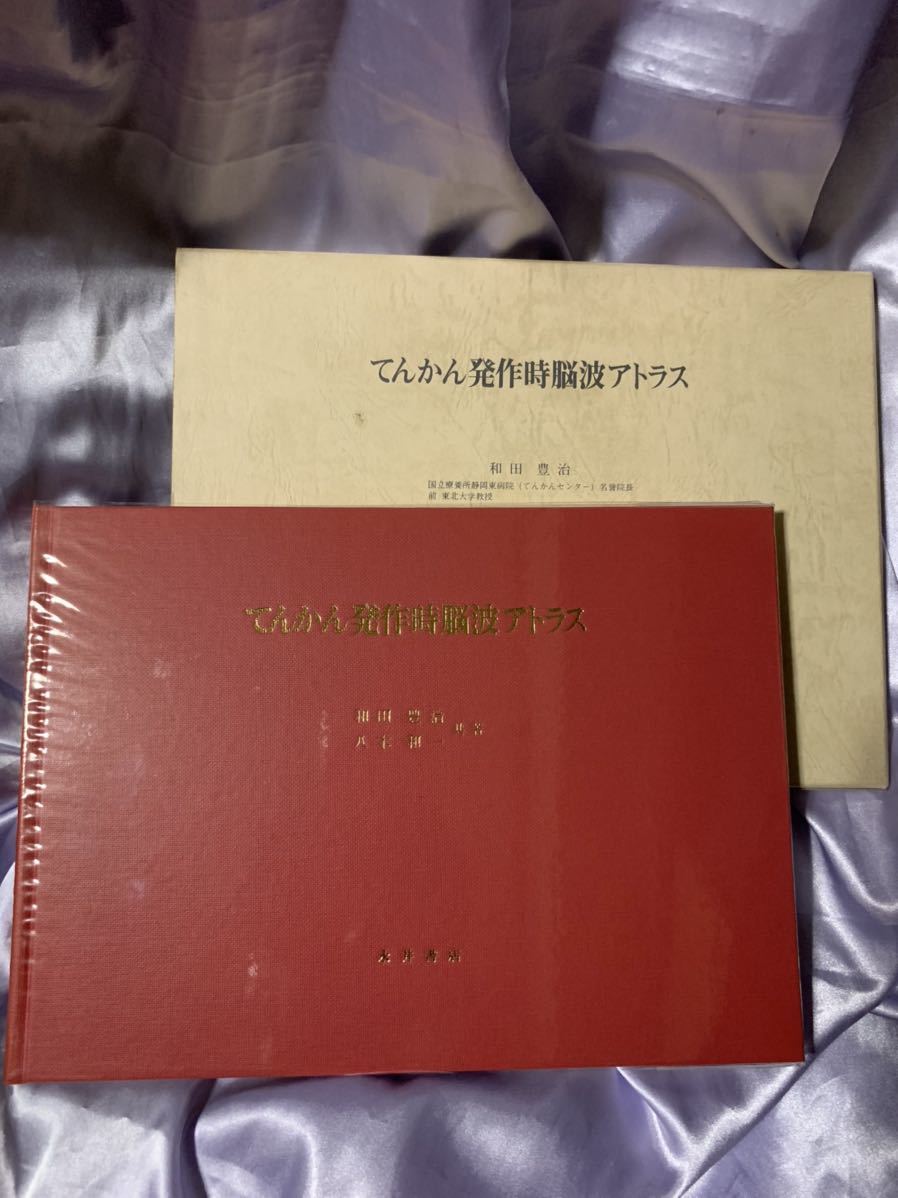 てんかん発作時脳波アトラス
和田 豊治
国立療養所静岡東病院(てんかんセンター)名誉院長
前 東北大学教授
てんかん発作時脳波アトラス
和田 豊治
八木 和一 共著
永井書店